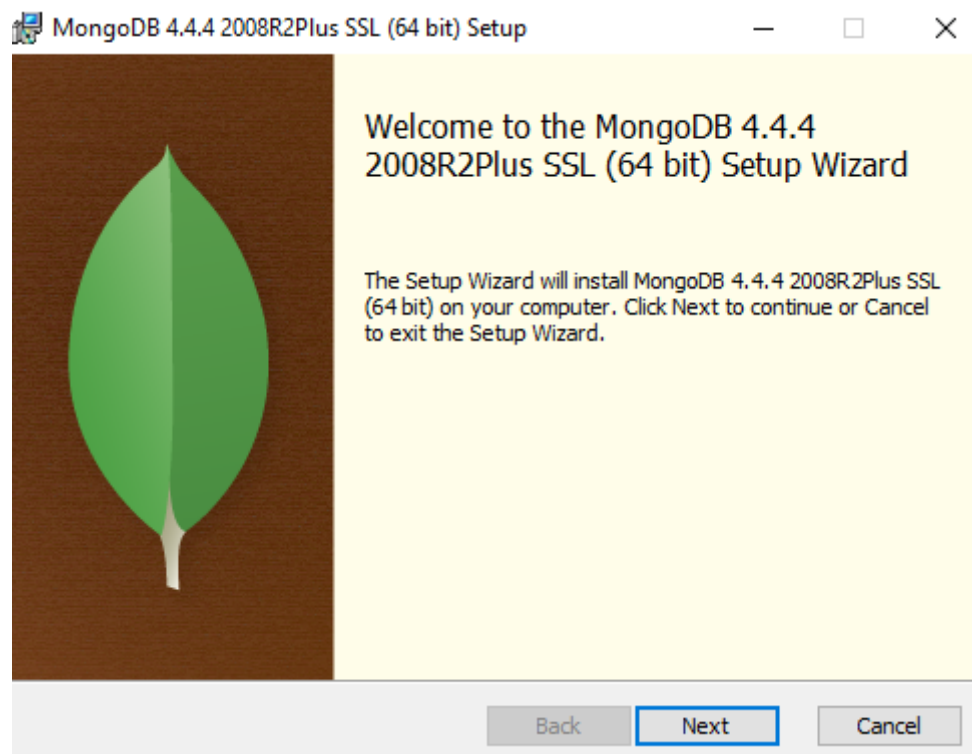 MongoDB 4.4.4 2008R2Plus SSL (64 bit) Setup
Welcome to the MongoDB 4.4.4
2008R2Plus SSL (64 bit) Setup Wizard
The Setup Wizard will install MongoDB 4.4.4 2008R2Plus SSL
(64 bit) on your computer. Click Next to continue or Cancel
to exit the Setup Wizard.
Back Next Cancel